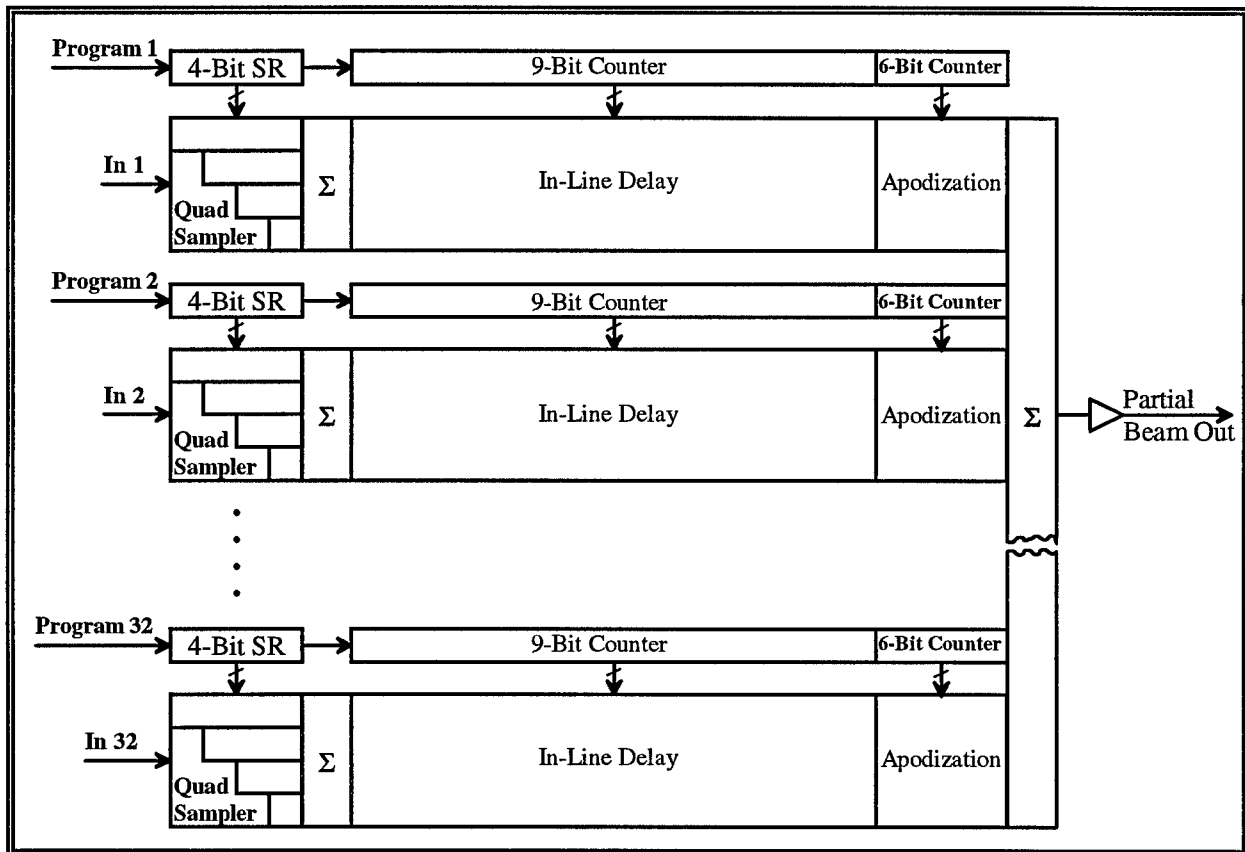 Program 1
4-Bit SR
9-Bit Counter
6-Bit Counter
In 1
Quad
Sampler
Σ
In-Line Delay
Apodization
Program 2
4-Bit SR
9-Bit Counter
6-Bit Counter
In 2
Quad
Sampler
Σ
In-Line Delay
Apodization
Σ
Partial
Beam Out
Program 32
4-Bit SR
9-Bit Counter
6-Bit Counter
In 32
Quad
Sampler
Σ
In-Line Delay
Apodization